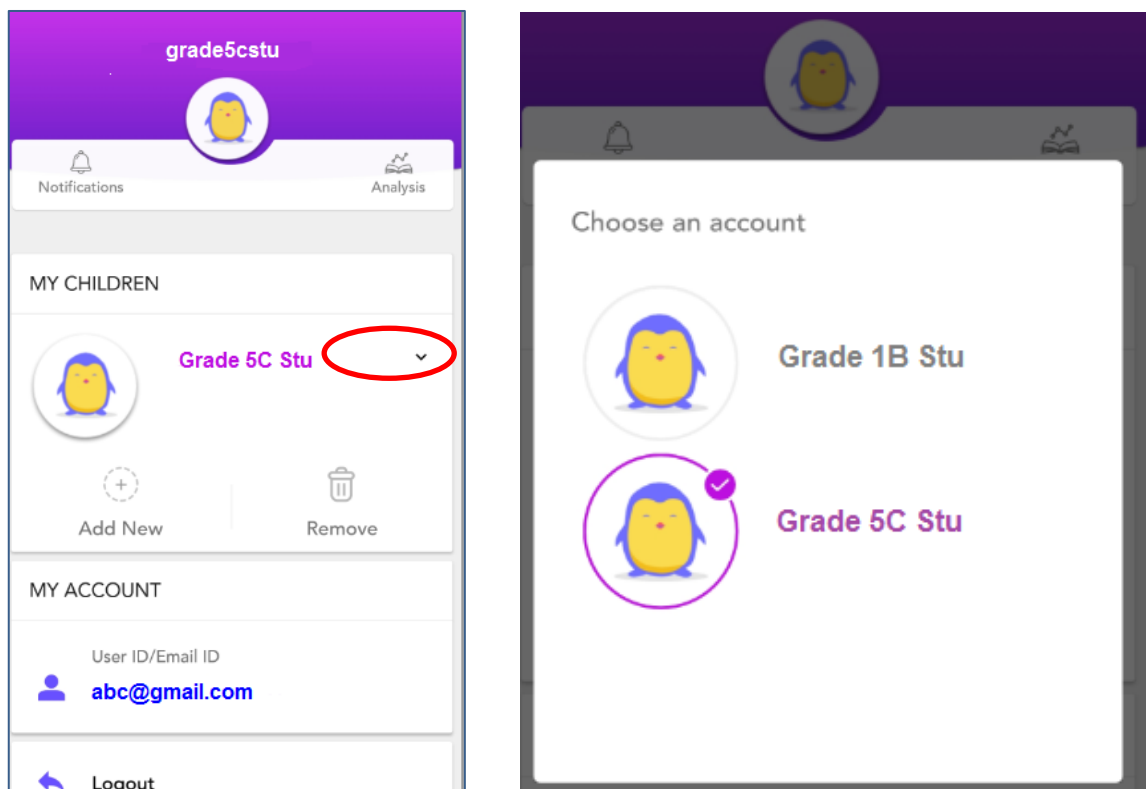 grade5cstu
Notifications
Analysis
MY CHILDREN
Grade 5C Stu
Add New
Remove
MY ACCOUNT
User ID/Email ID
abc@gmail.com
Logout
Choose an account
Grade 1B Stu
Grade 5C Stu